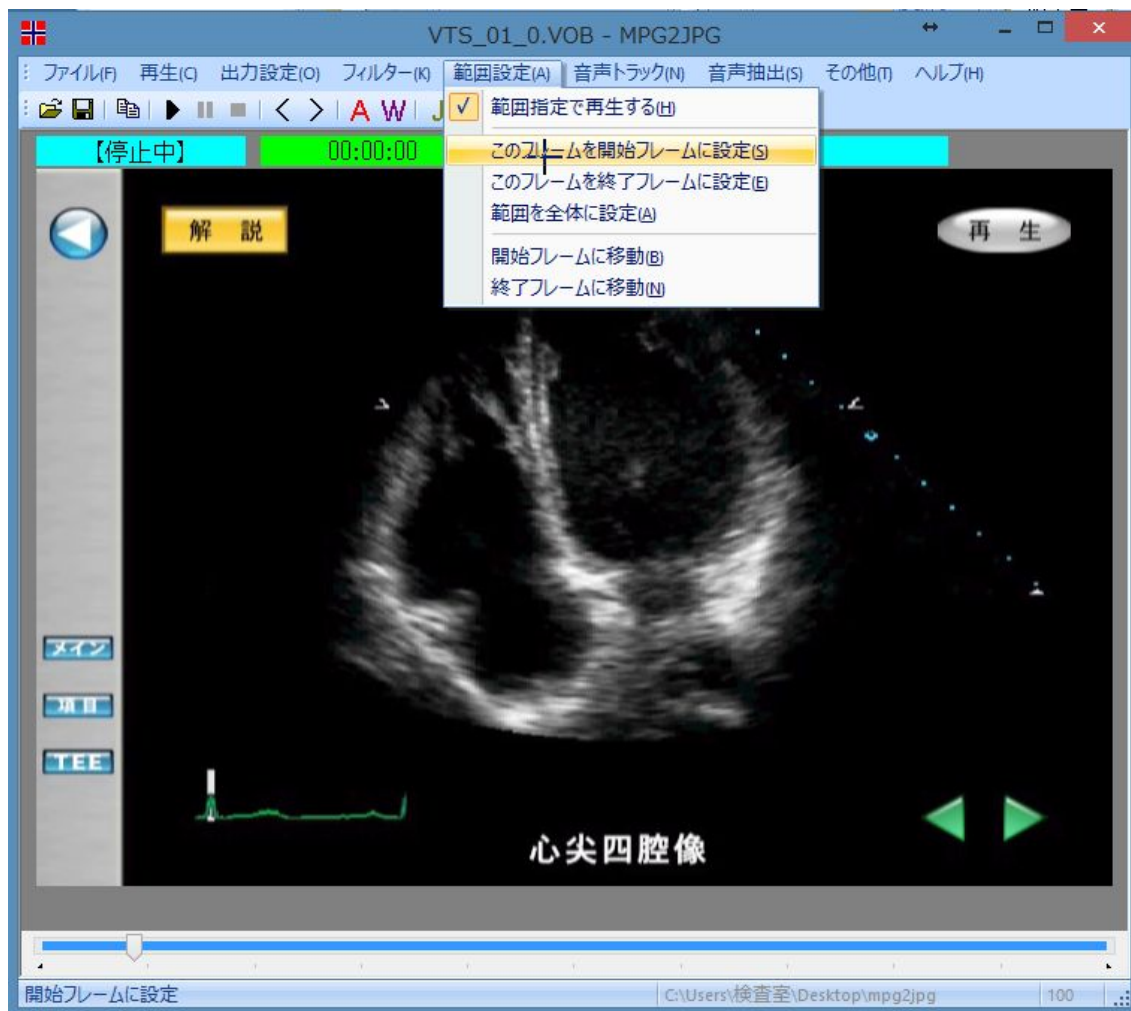 VTS_01_0.VOB - MPG2JPG
ファイル(F) 再生(C) 出力設定(O) フィルター(K) 範囲設定(A) 音声トラック(N) 音声抽出(S) その他(T) ヘルプ(H)
A W J
範囲指定で再生する(H)
【停止中】 00:00:00
このフレームを開始フレームに設定(S)
このフレームを終了フレームに設定(E)
範囲を全体に設定(A)
開始フレームに移動(B)
終了フレームに移動(N)
解 説
再 生
メイン
項目
TEE
心尖四腔像
開始フレームに設定
C:\Users\検査室\Desktop\mpg2jpg 100